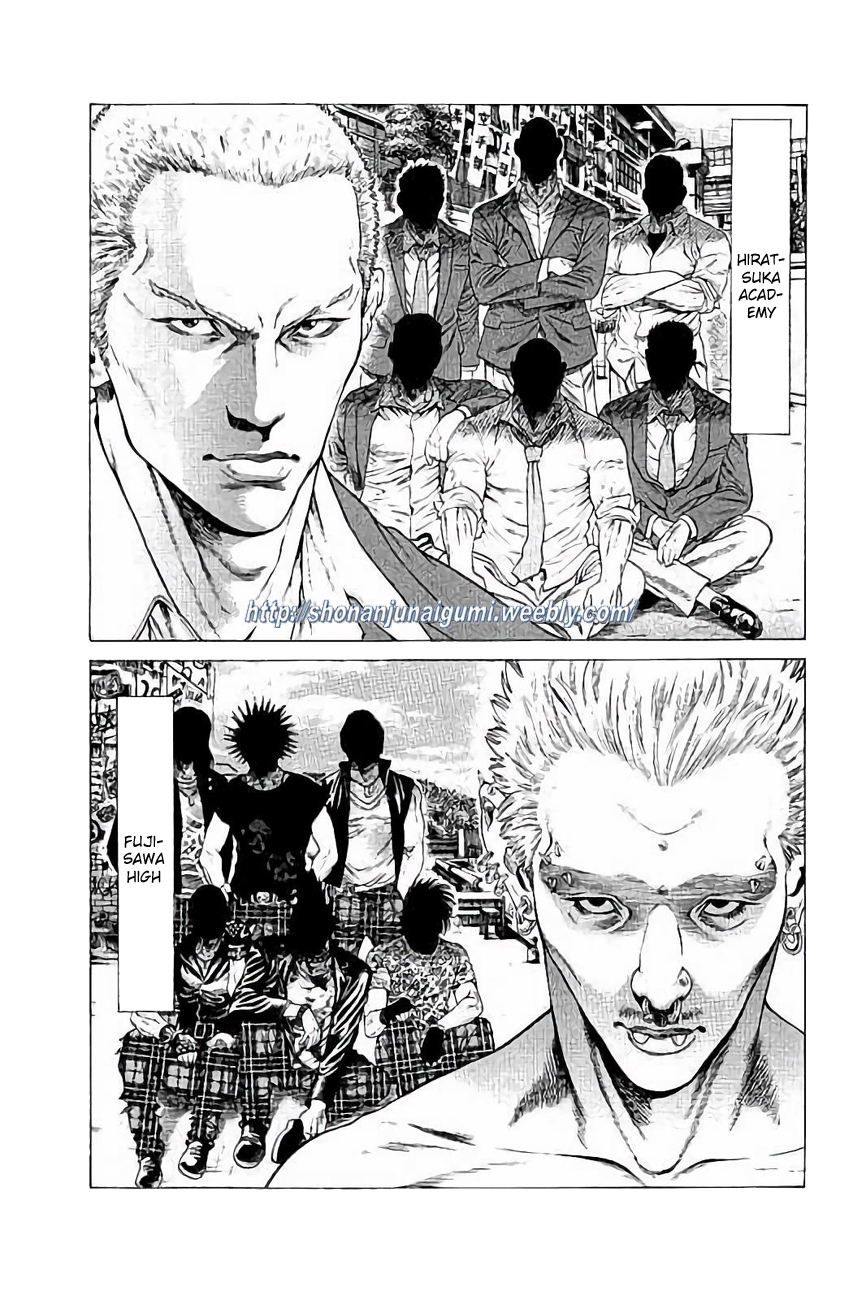 HIRAT-
SUKA
ACAD-
EMY
http://shonanjunaigumi.weebly.com/
FUJI-
SAWA
HIGH